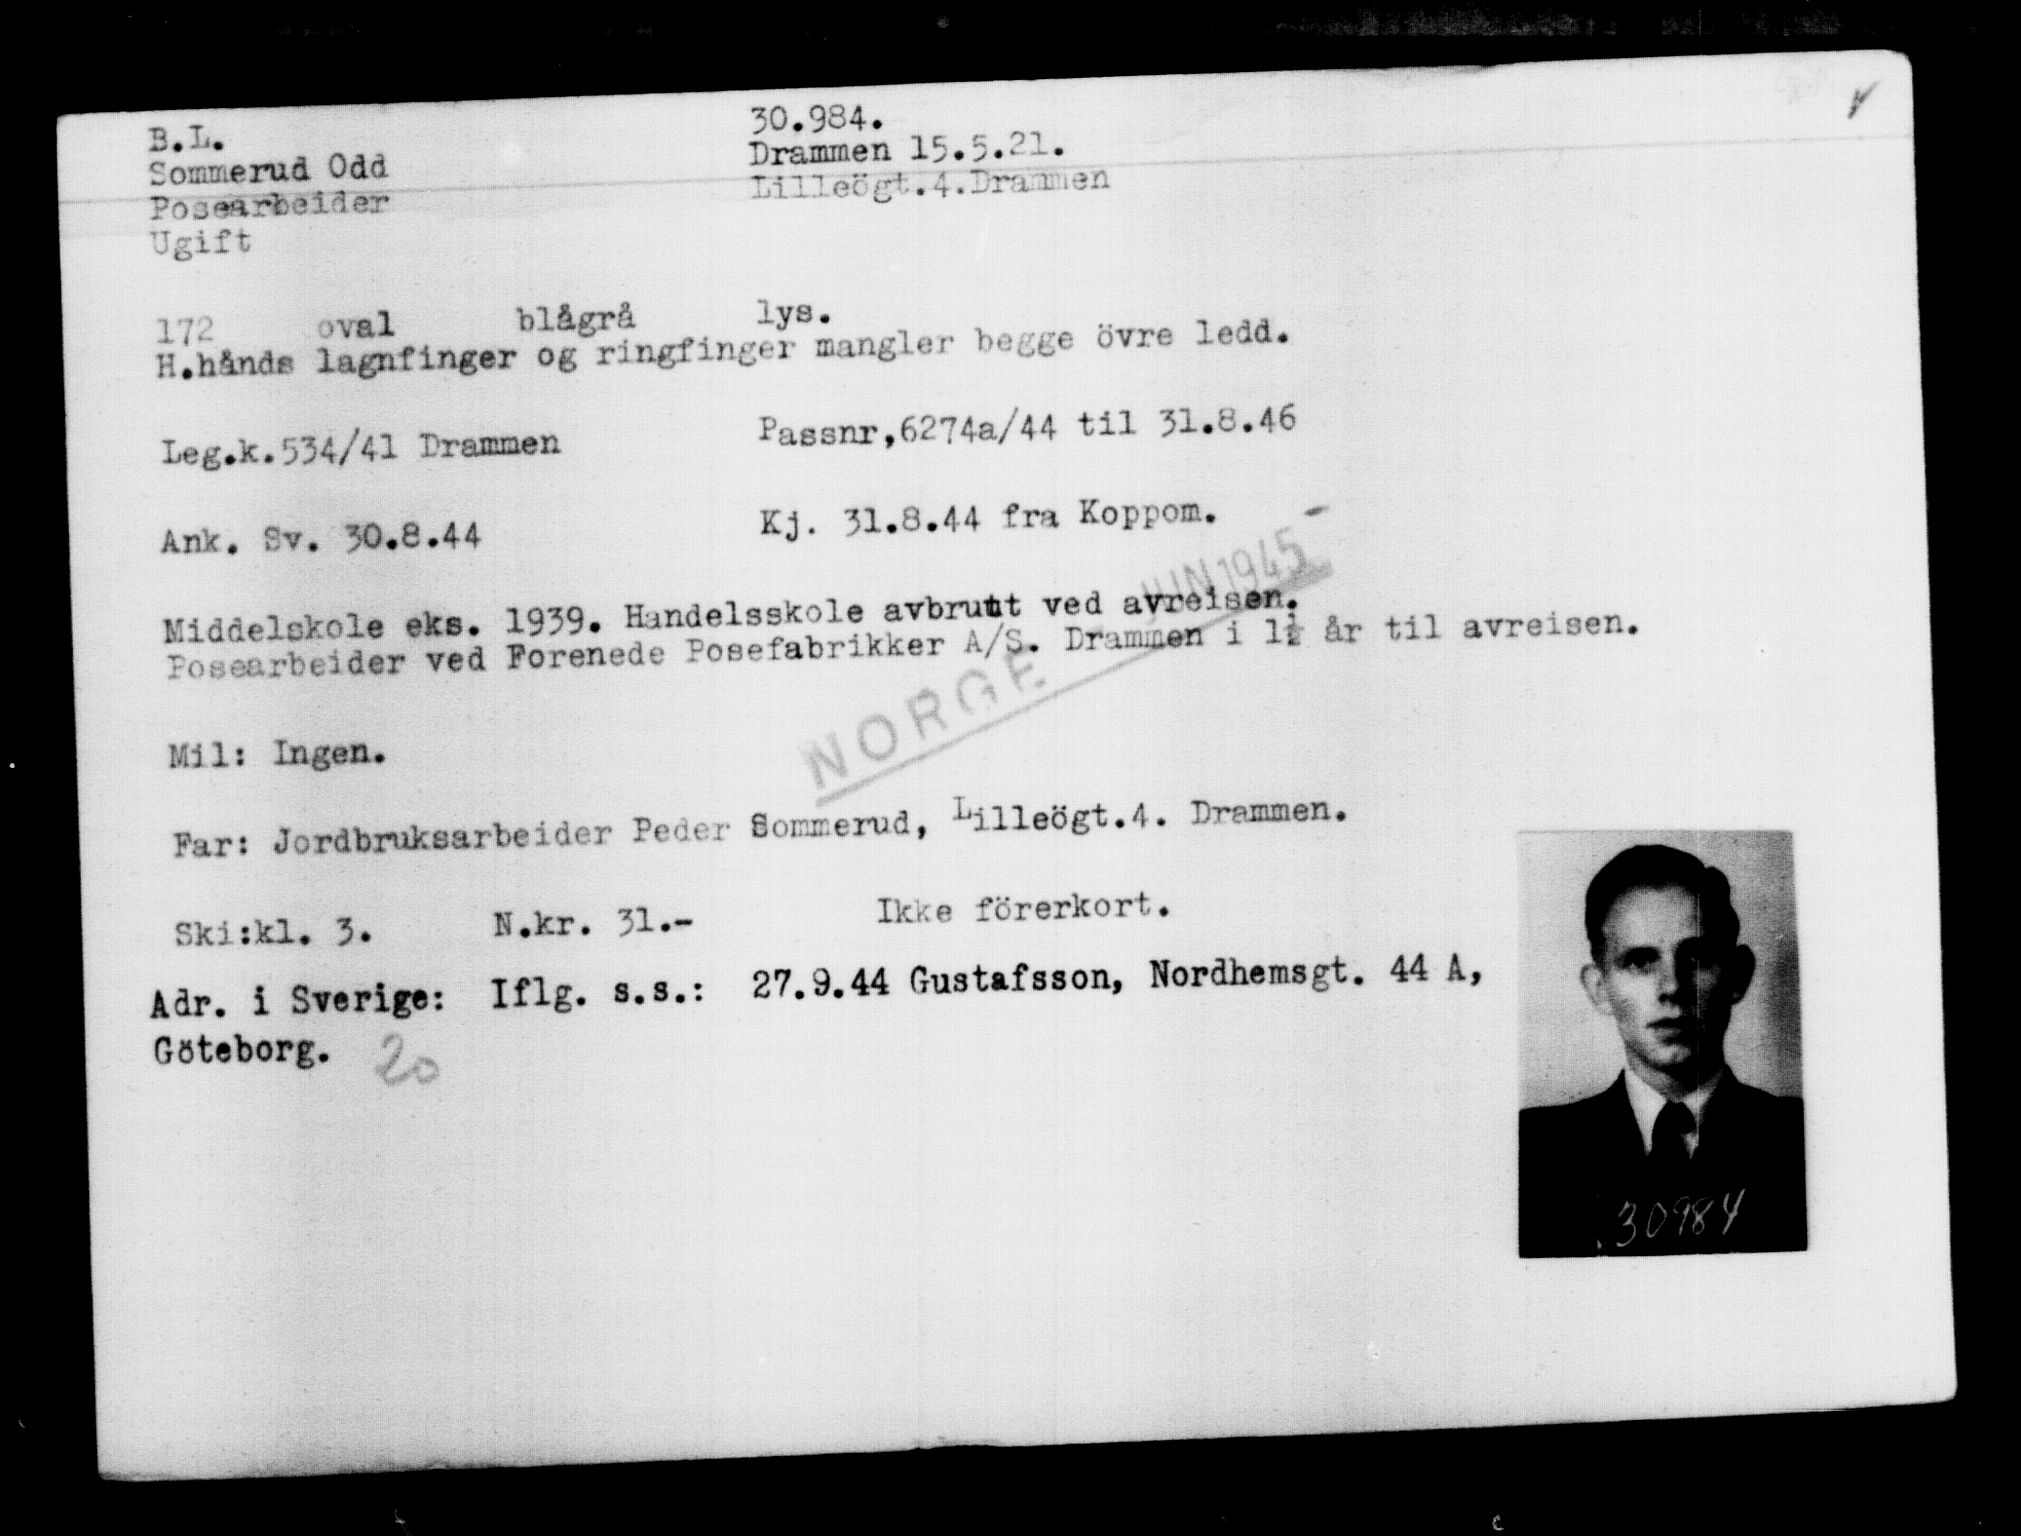 B.L. 30.984.
Sommerud Odd Drammen 15.5.21.
Posearbeider Lilleögt.4.Drammen
Ugift
172 oval blågrå lys.
H.hånds lagnfinger og ringfinger mangler begge övre ledd.
Leg.k.534/41 Drammen Passnr,6274a/44 til 31.8.46
Ank. Sv. 30.8.44 Kj. 31.8.44 fra Koppom.
Middelskole eks. 1939. Handelsskole avbrutt ved avreisen.
Posearbeider ved Forenede Posefabrikker A/S. Drammen i 1½ år til avreisen.
NORGE - JUN 1945 -
Mil: Ingen.
Far: Jordbruksarbeider Peder Sommerud, Lilleögt.4. Drammen.
Ski:kl. 3. N.kr. 31.- Ikke förerkort.
Adr. i Sverige: Iflg. s.s.: 27.9.44 Gustafsson, Nordhemsgt. 44 A,
Göteborg. 20
30984